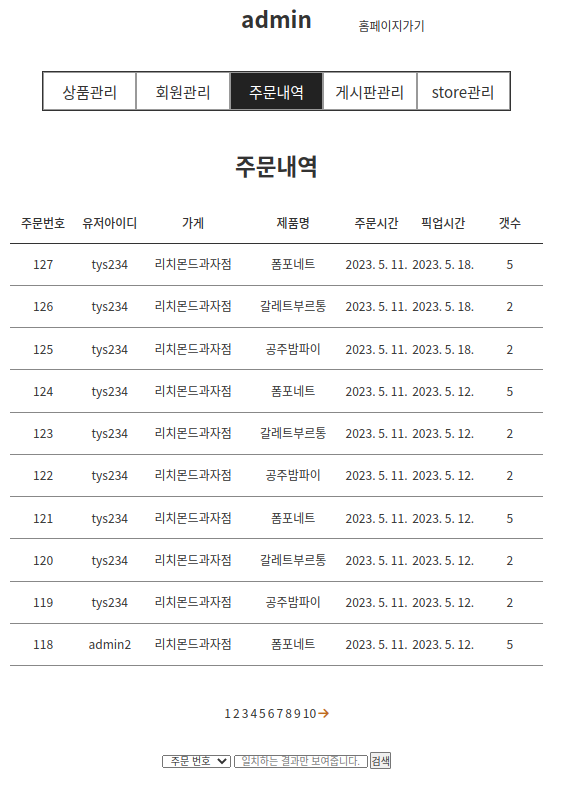 admin 홈페이지가기
상품관리 회원관리 주문내역 게시판관리 store관리
주문내역
주문번호 유저아이디 가게 제품명 주문시간 픽업시간 갯수
127 tys234 리치몬드과자점 폼포네트 2023. 5. 11. 2023. 5. 18. 5
126 tys234 리치몬드과자점 갈레트부르통 2023. 5. 11. 2023. 5. 18. 2
125 tys234 리치몬드과자점 공주밤파이 2023. 5. 11. 2023. 5. 18. 2
124 tys234 리치몬드과자점 폼포네트 2023. 5. 11. 2023. 5. 12. 5
123 tys234 리치몬드과자점 갈레트부르통 2023. 5. 11. 2023. 5. 12. 2
122 tys234 리치몬드과자점 공주밤파이 2023. 5. 11. 2023. 5. 12. 2
121 tys234 리치몬드과자점 폼포네트 2023. 5. 11. 2023. 5. 12. 5
120 tys234 리치몬드과자점 갈레트부르통 2023. 5. 11. 2023. 5. 12. 2
119 tys234 리치몬드과자점 공주밤파이 2023. 5. 11. 2023. 5. 12. 2
118 admin2 리치몬드과자점 폼포네트 2023. 5. 11. 2023. 5. 12. 5
1 2 3 4 5 6 7 8 9 10 →
주문 번호 일치하는 결과만 보여줍니다. 검색